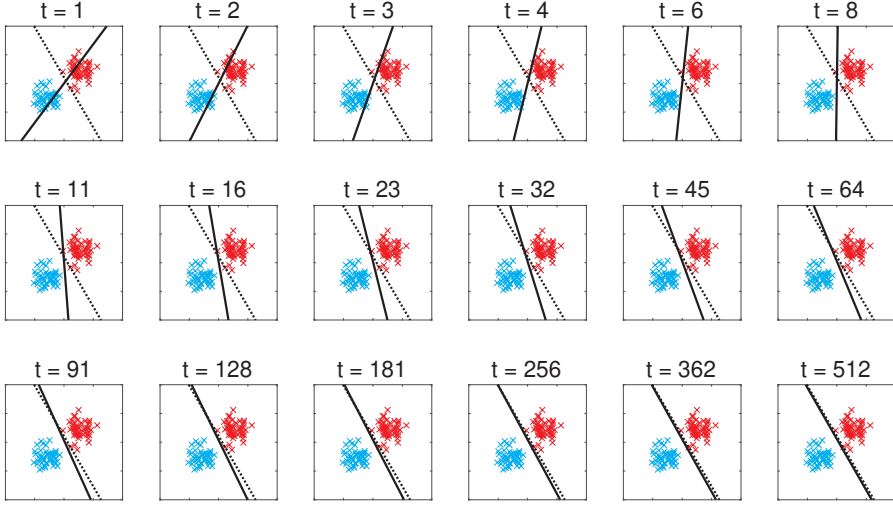 t = 1 t = 2 t = 3 t = 4 t = 6 t = 8
t = 11 t = 16 t = 23 t = 32 t = 45 t = 64
t = 91 t = 128 t = 181 t = 256 t = 362 t = 512